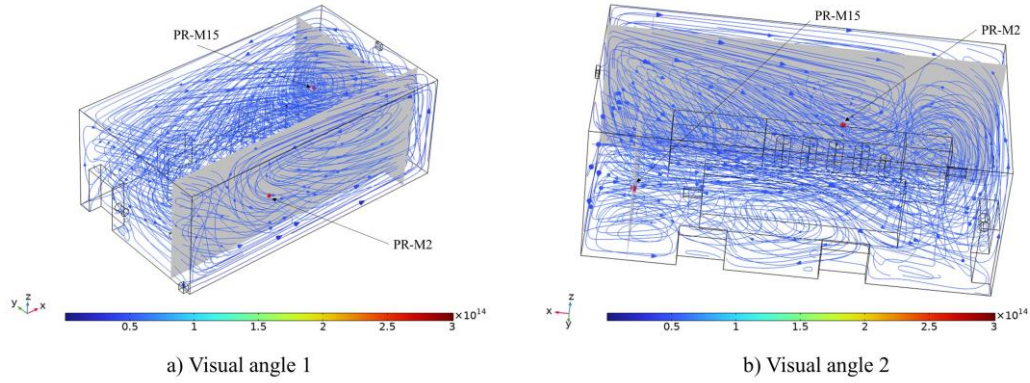 PR-M15
PR-M2
y z x
0.5 1 1.5 2 2.5 3 ×10¹⁴
a) Visual angle 1
PR-M15
PR-M2
x z y
0.5 1 1.5 2 2.5 3 ×10¹⁴
b) Visual angle 2